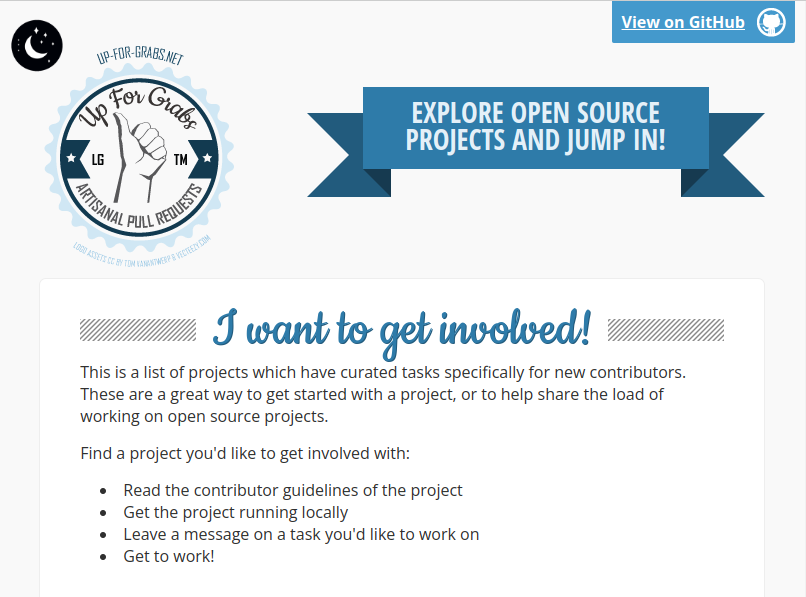 View on GitHub
UP-FOR-GRABS.NET
Up For Grabs
LG TM
ARTISANAL PULL REQUESTS
LOGO ASSETS CC BY TOM VANANTWERP & VECTEEZY.COM
EXPLORE OPEN SOURCE
PROJECTS AND JUMP IN!
I want to get involved!
This is a list of projects which have curated tasks specifically for new contributors.
These are a great way to get started with a project, or to help share the load of
working on open source projects.
Find a project you'd like to get involved with:
• Read the contributor guidelines of the project
• Get the project running locally
• Leave a message on a task you'd like to work on
• Get to work!